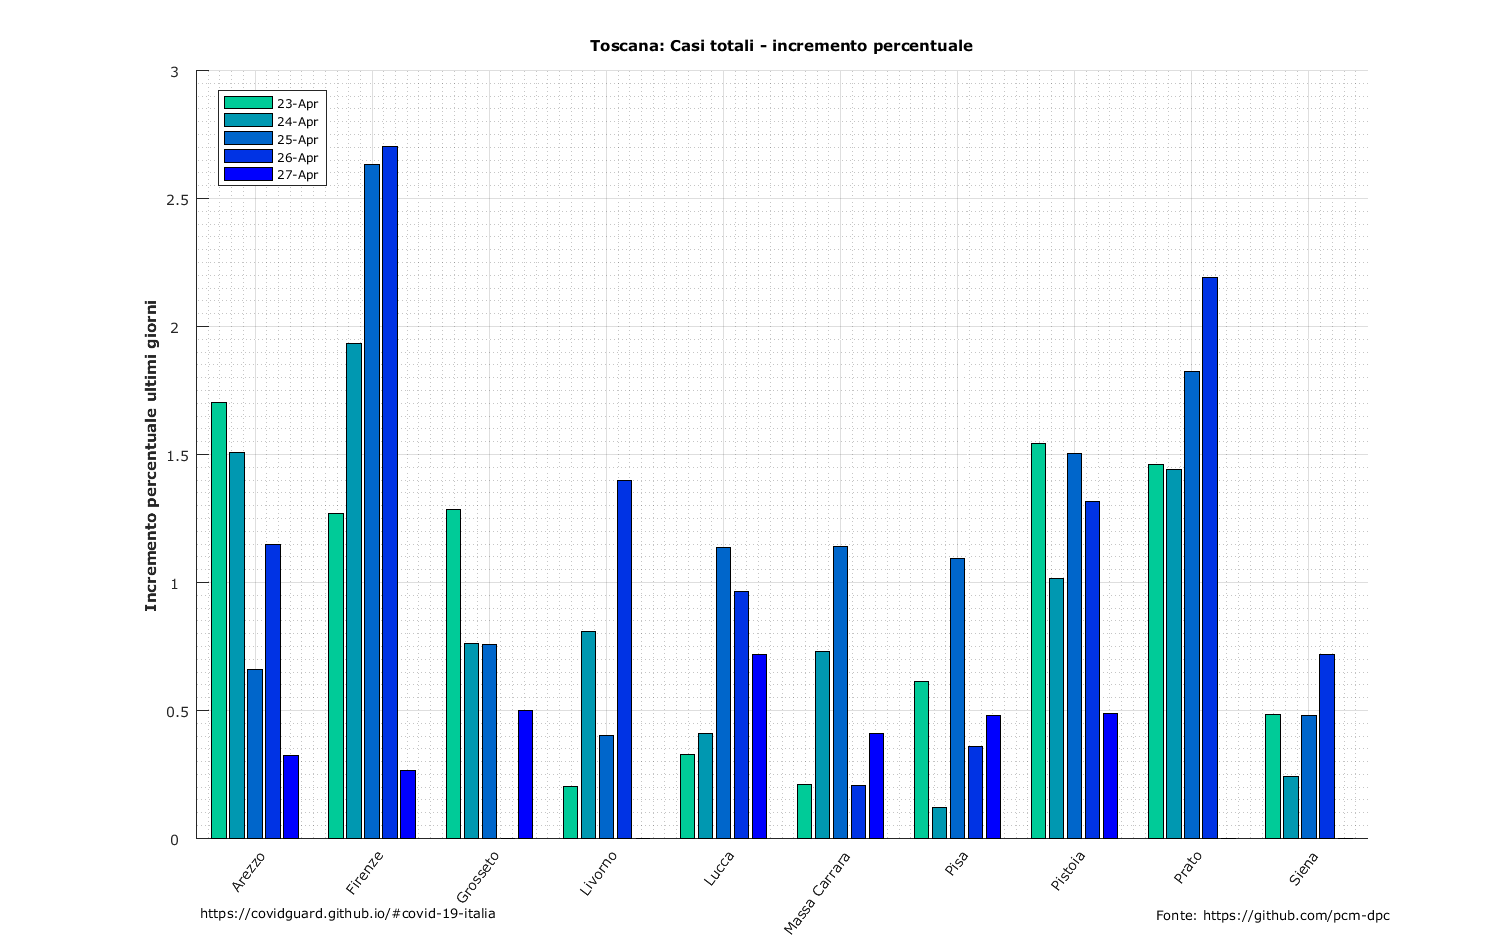 Toscana: Casi totali - incremento percentuale
Incremento percentuale ultimi giorni
3
2.5
2
1.5
1
0.5
0
23-Apr
24-Apr
25-Apr
26-Apr
27-Apr
Arezzo
Firenze
Grosseto
Livorno
Lucca
Massa Carrara
Pisa
Pistoia
Prato
Siena
https://covidguard.github.io/#covid-19-italia
Fonte: https://github.com/pcm-dpc